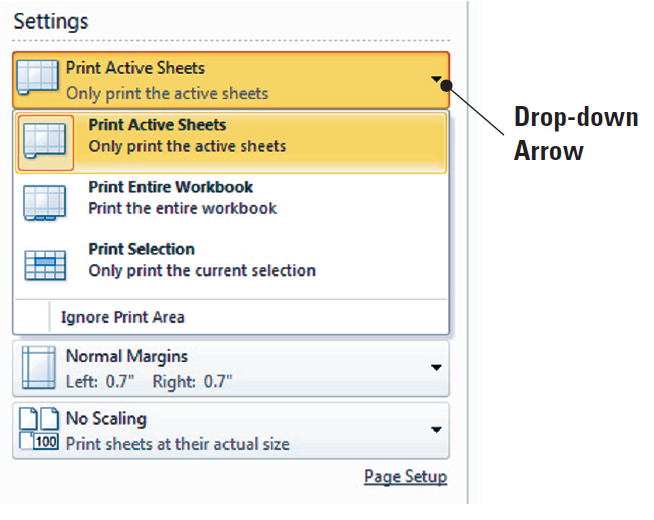 Settings
Print Active Sheets
Only print the active sheets
Print Active Sheets
Only print the active sheets
Print Entire Workbook
Print the entire workbook
Print Selection
Only print the current selection
Ignore Print Area
Normal Margins
Left: 0.7" Right: 0.7"
No Scaling
100
Print sheets at their actual size
Page Setup
Drop-down
Arrow